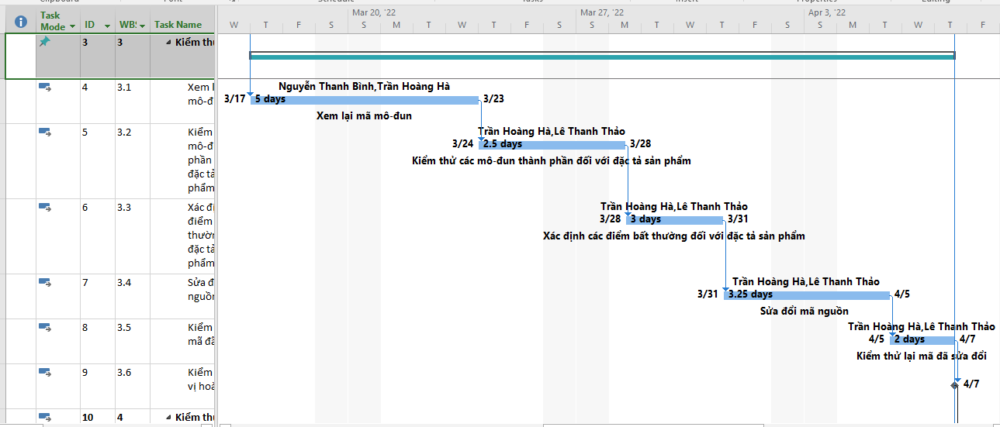 Clipboard Font Schedule Tasks Insert Properties Editing
Task Mode ID WBS Task Name
Mar 20, '22 Mar 27, '22 Apr 3, '22
W T F S S M T W T F S S M T W T F S S M T W T F
3 3 Kiểm thử
4 3.1 Xem l
mô-đ
Nguyễn Thanh Bình,Trần Hoàng Hà
3/17 5 days 3/23
Xem lại mã mô-đun
5 3.2 Kiểm
mô-đ
phần
đặc tả
phẩm
Trần Hoàng Hà,Lê Thanh Thảo
3/24 2.5 days 3/28
Kiểm thử các mô-đun thành phần đối với đặc tả sản phẩm
6 3.3 Xác đi
điểm
thườn
đặc tả
phẩm
Trần Hoàng Hà,Lê Thanh Thảo
3/28 3 days 3/31
Xác định các điểm bất thường đối với đặc tả sản phẩm
7 3.4 Sửa đ
nguồn
Trần Hoàng Hà,Lê Thanh Thảo
3/31 3.25 days 4/5
Sửa đổi mã nguồn
8 3.5 Kiểm
mã đã
Trần Hoàng Hà,Lê Thanh Thảo
4/5 2 days 4/7
Kiểm thử lại mã đã sửa đổi
9 3.6 Kiểm
vị hoà
4/7
10 4 Kiểm thử